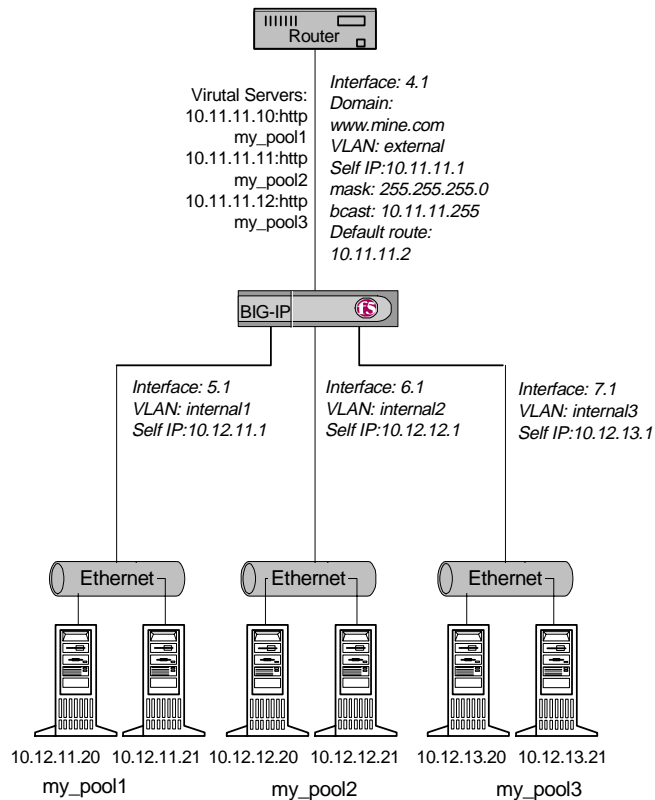 Router
Virutal Servers:
10.11.11.10:http
my_pool1
10.11.11.11:http
my_pool2
10.11.11.12:http
my_pool3
Interface: 4.1
Domain:
www.mine.com
VLAN: external
Self IP:10.11.11.1
mask: 255.255.255.0
bcast: 10.11.11.255
Default route:
10.11.11.2
BIG-IP
f5
Interface: 5.1
VLAN: internal1
Self IP:10.12.11.1
Interface: 6.1
VLAN: internal2
Self IP:10.12.12.1
Interface: 7.1
VLAN: internal3
Self IP:10.12.13.1
Ethernet
Ethernet
Ethernet
10.12.11.20
10.12.11.21
10.12.12.20
10.12.12.21
10.12.13.20
10.12.13.21
my_pool1
my_pool2
my_pool3